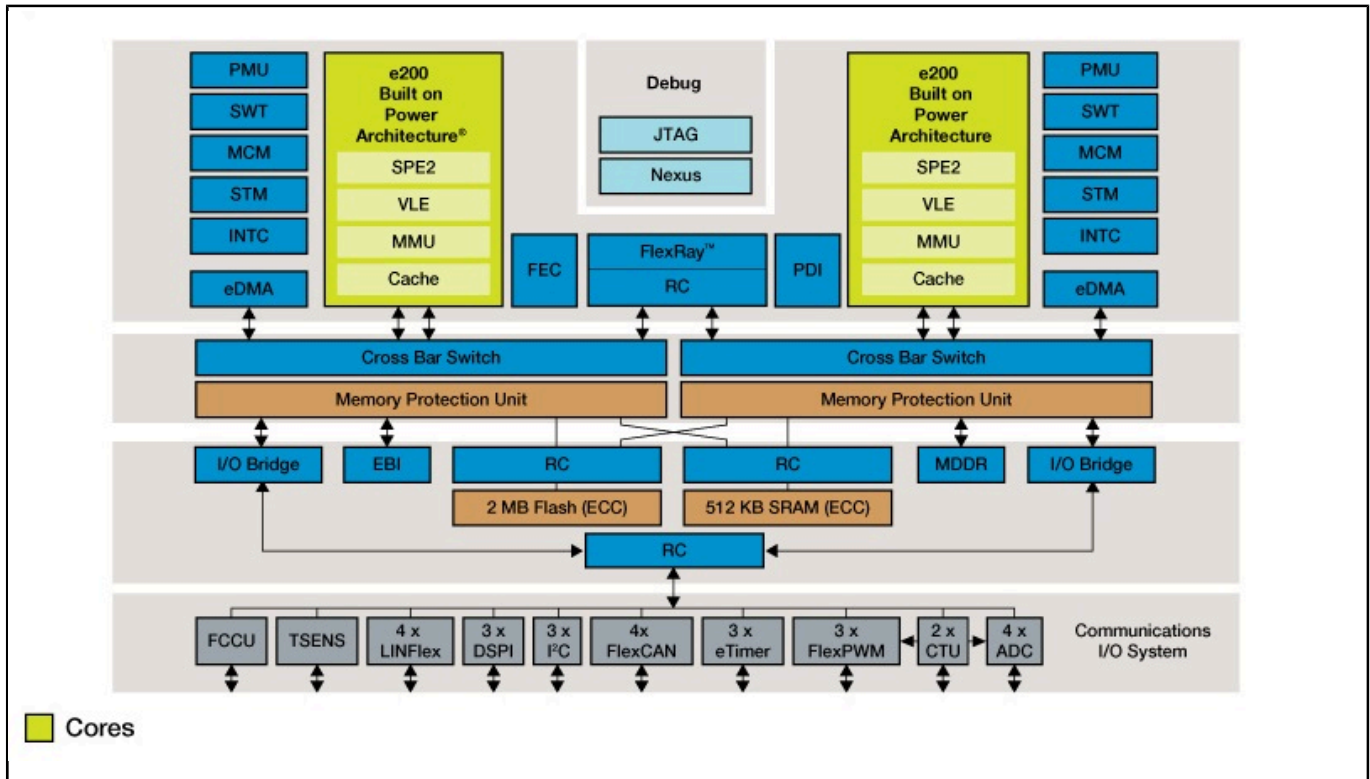 PMU
SWT
MCM
STM
INTC
eDMA
e200
Built on
Power
Architecture®
SPE2
VLE
MMU
Cache
Debug
JTAG
Nexus
FEC
FlexRay™
RC
PDI
e200
Built on
Power
Architecture
SPE2
VLE
MMU
Cache
PMU
SWT
MCM
STM
INTC
eDMA
Cross Bar Switch
Cross Bar Switch
Memory Protection Unit
Memory Protection Unit
I/O Bridge
EBI
RC
RC
MDDR
I/O Bridge
2 MB Flash (ECC)
512 KB SRAM (ECC)
RC
FCCU
TSENS
4 x
LINFlex
3 x
DSPI
3 x
I²C
4x
FlexCAN
3 x
eTimer
3 x
FlexPWM
2 x
CTU
4 x
ADC
Communications
I/O System
Cores